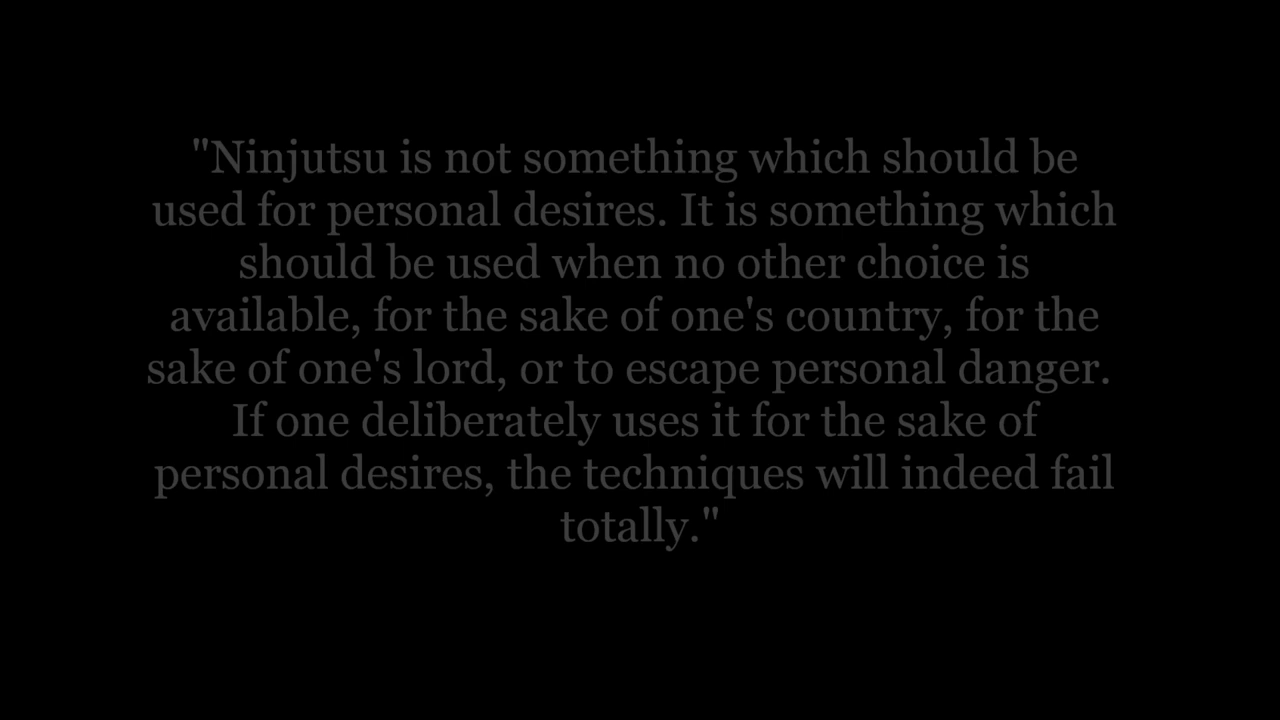 "Ninjutsu is not something which should be
used for personal desires. It is something which
should be used when no other choice is
available, for the sake of one's country, for the
sake of one's lord, or to escape personal danger.
If one deliberately uses it for the sake of
personal desires, the techniques will indeed fail
totally."